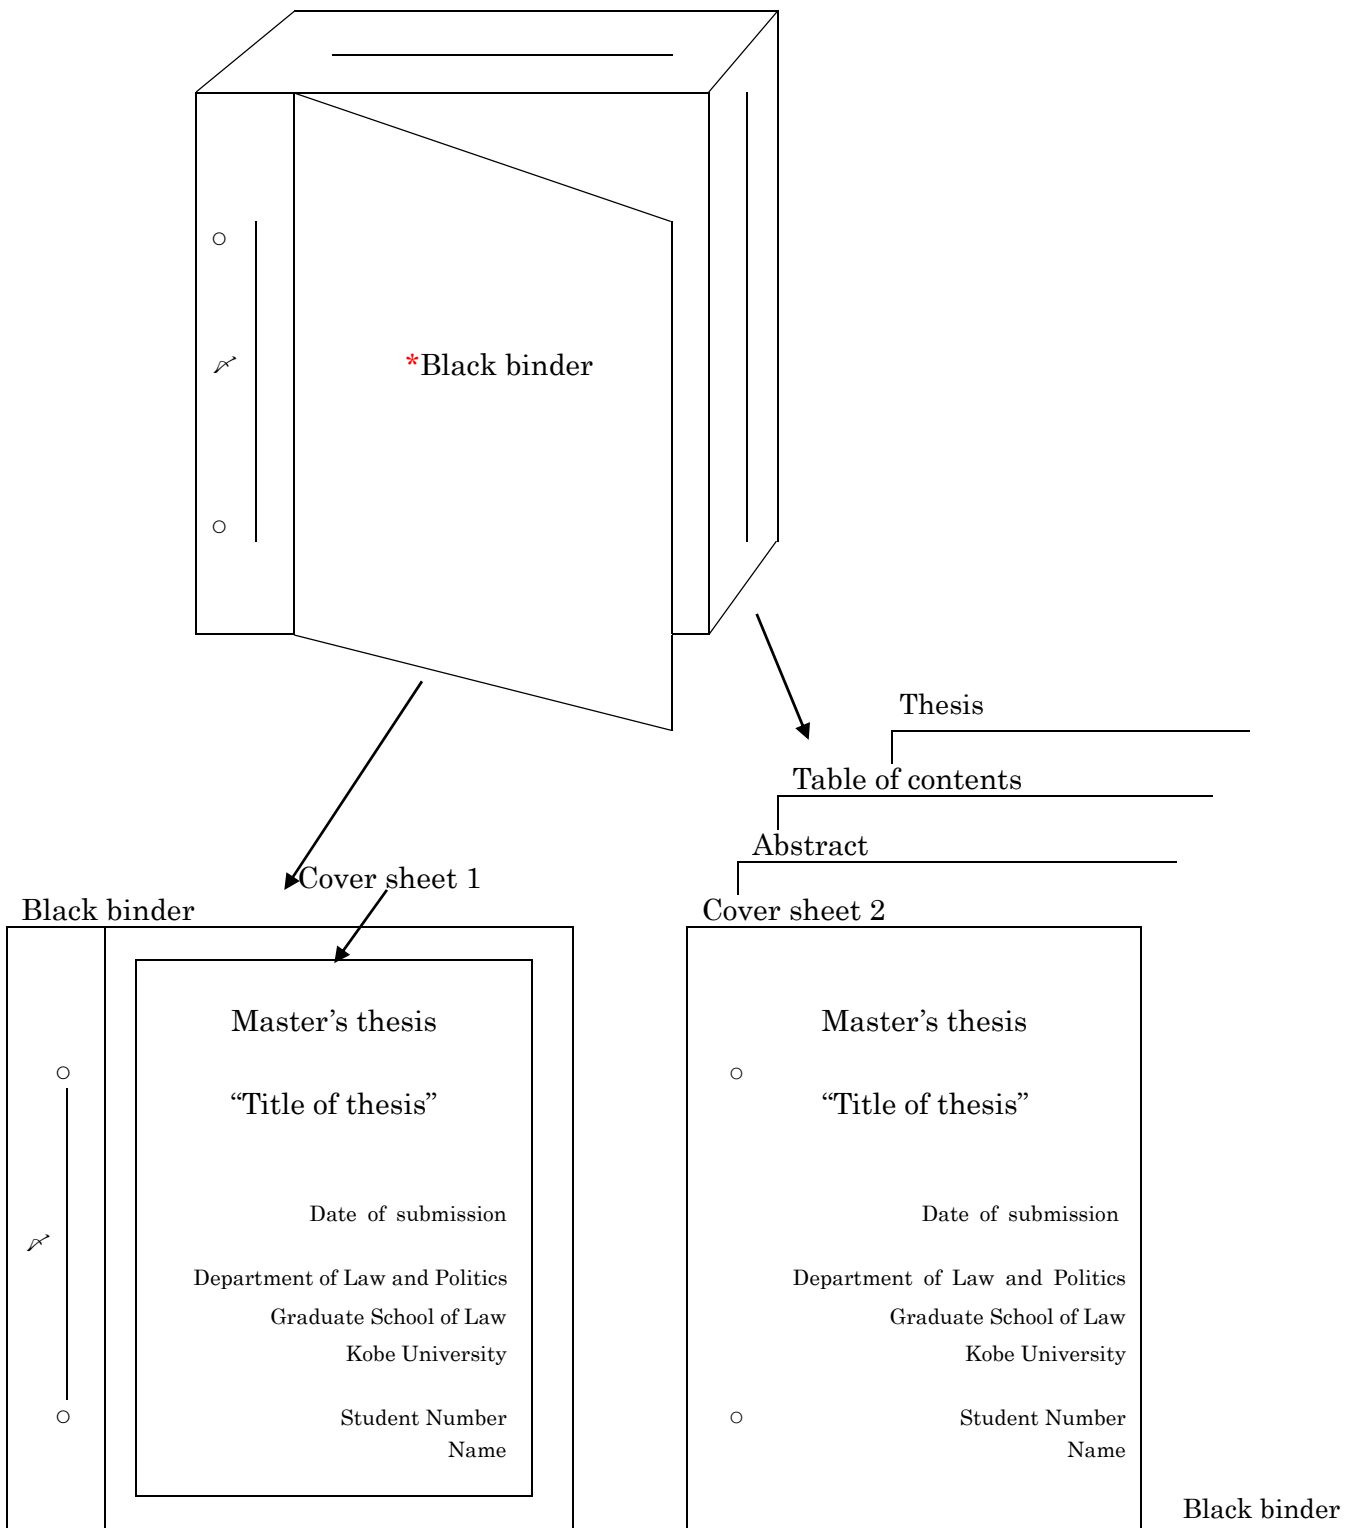 *Black binder
Thesis
Table of contents
Abstract
Cover sheet 1
Black binder
Cover sheet 2
Master’s thesis
“Title of thesis”
Date of submission
Department of Law and Politics
Graduate School of Law
Kobe University
Student Number
Name
Master’s thesis
“Title of thesis”
Date of submission
Department of Law and Politics
Graduate School of Law
Kobe University
Student Number
Name
Black binder